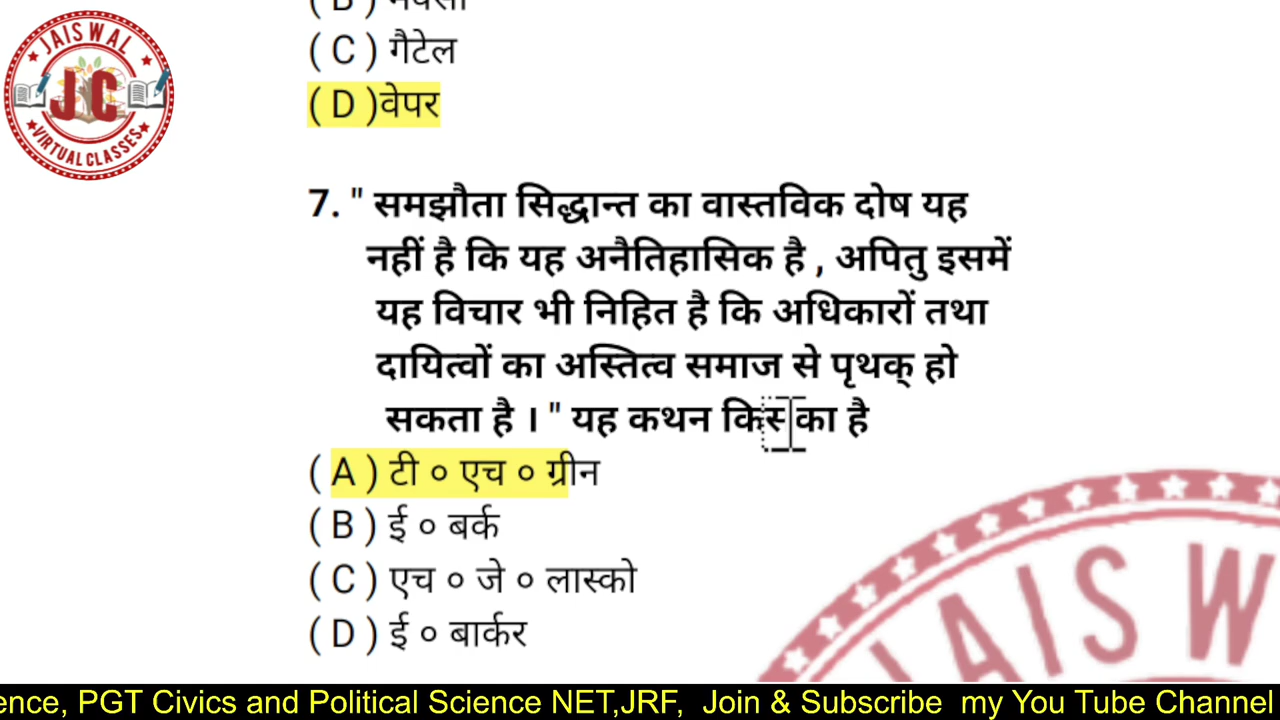 JAISWAL
JC
VIRTUAL CLASSES
( C ) गैटेल
( D )वेपर
7. " समझौता सिद्धान्त का वास्तविक दोष यह
नहीं है कि यह अनैतिहासिक है , अपितु इसमें
यह विचार भी निहित है कि अधिकारों तथा
दायित्वों का अस्तित्व समाज से पृथक् हो
सकता है । " यह कथन किस का है
( A ) टी ० एच ० ग्रीन
( B ) ई ० बर्क
( C ) एच ० जे ० लास्को
( D ) ई ० बार्कर
JAIS W
ence, PGT Civics and Political Science NET,JRF, Join & Subscribe my You Tube Channel